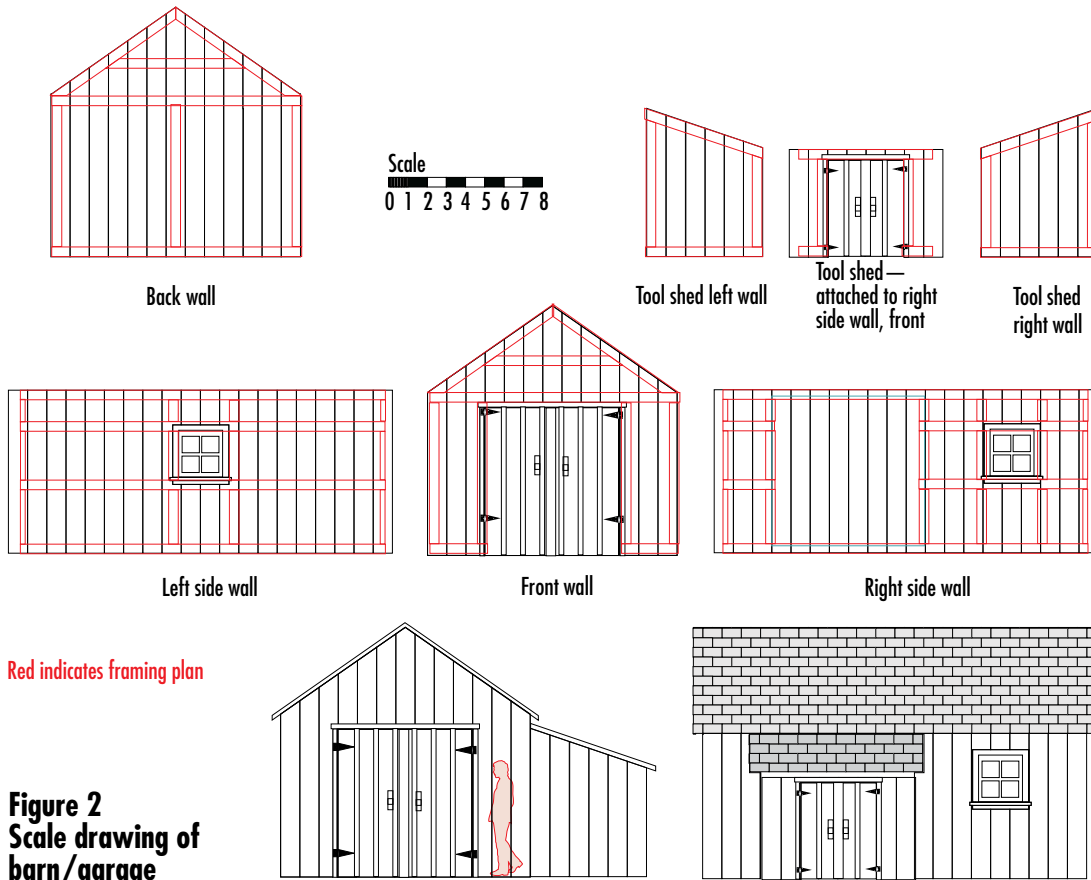 Scale
0 1 2 3 4 5 6 7 8
Back wall
Tool shed left wall
Tool shed —
attached to right
side wall, front
Tool shed
right wall
Left side wall
Front wall
Right side wall
Red indicates framing plan
Figure 2
Scale drawing of
barn/garage